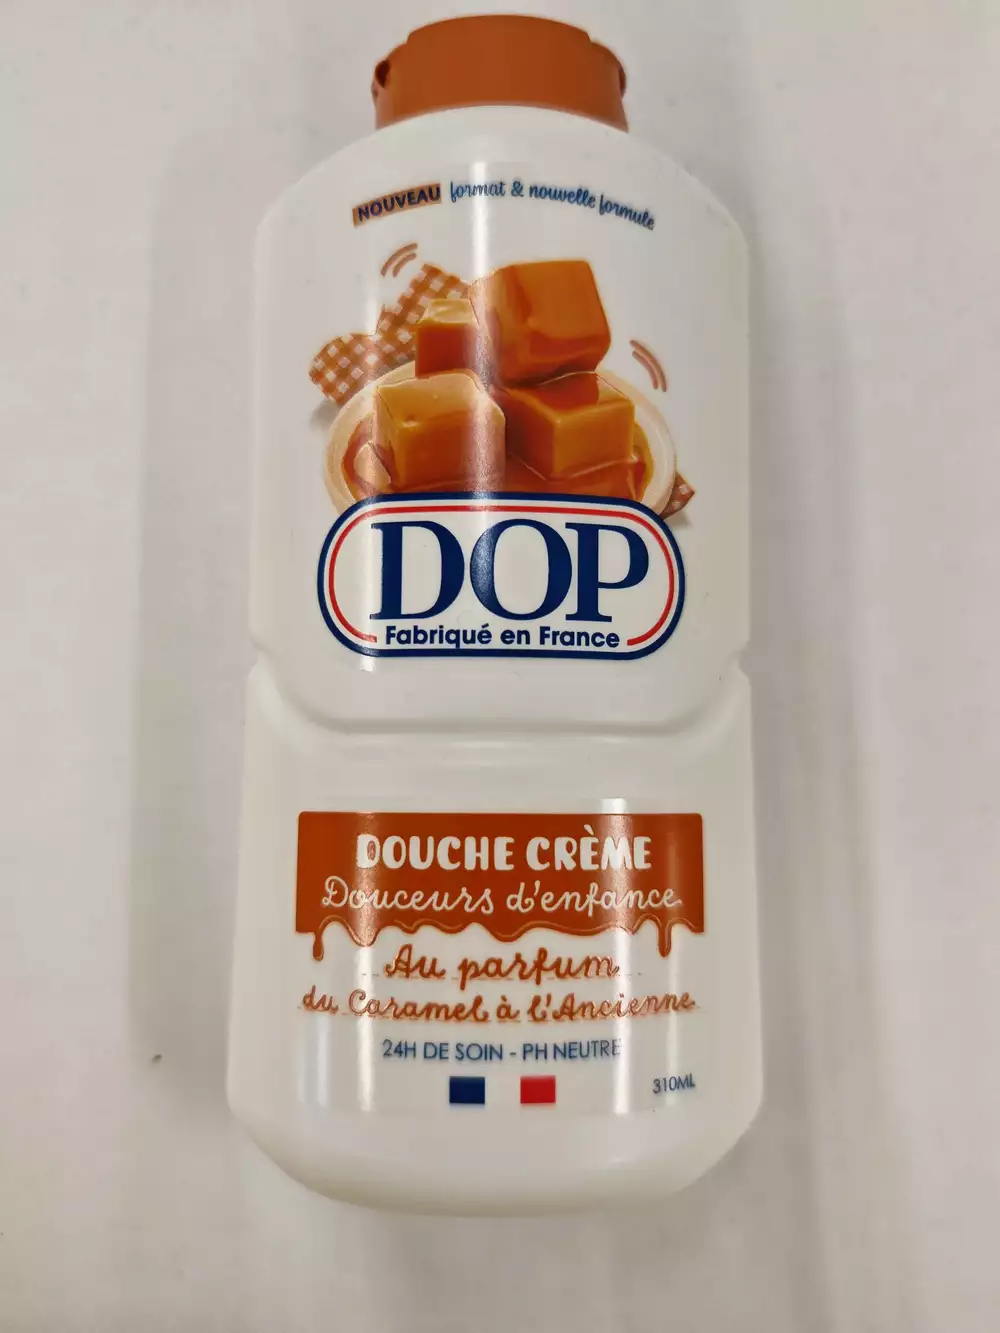 NOUVEAU format & nouvelle formule
DOP
Fabriqué en France
DOUCHE CRÈME
Douceurs d'enfance
Au parfum
du Caramel à l'Ancienne
24H DE SOIN - PH NEUTRE
310ML